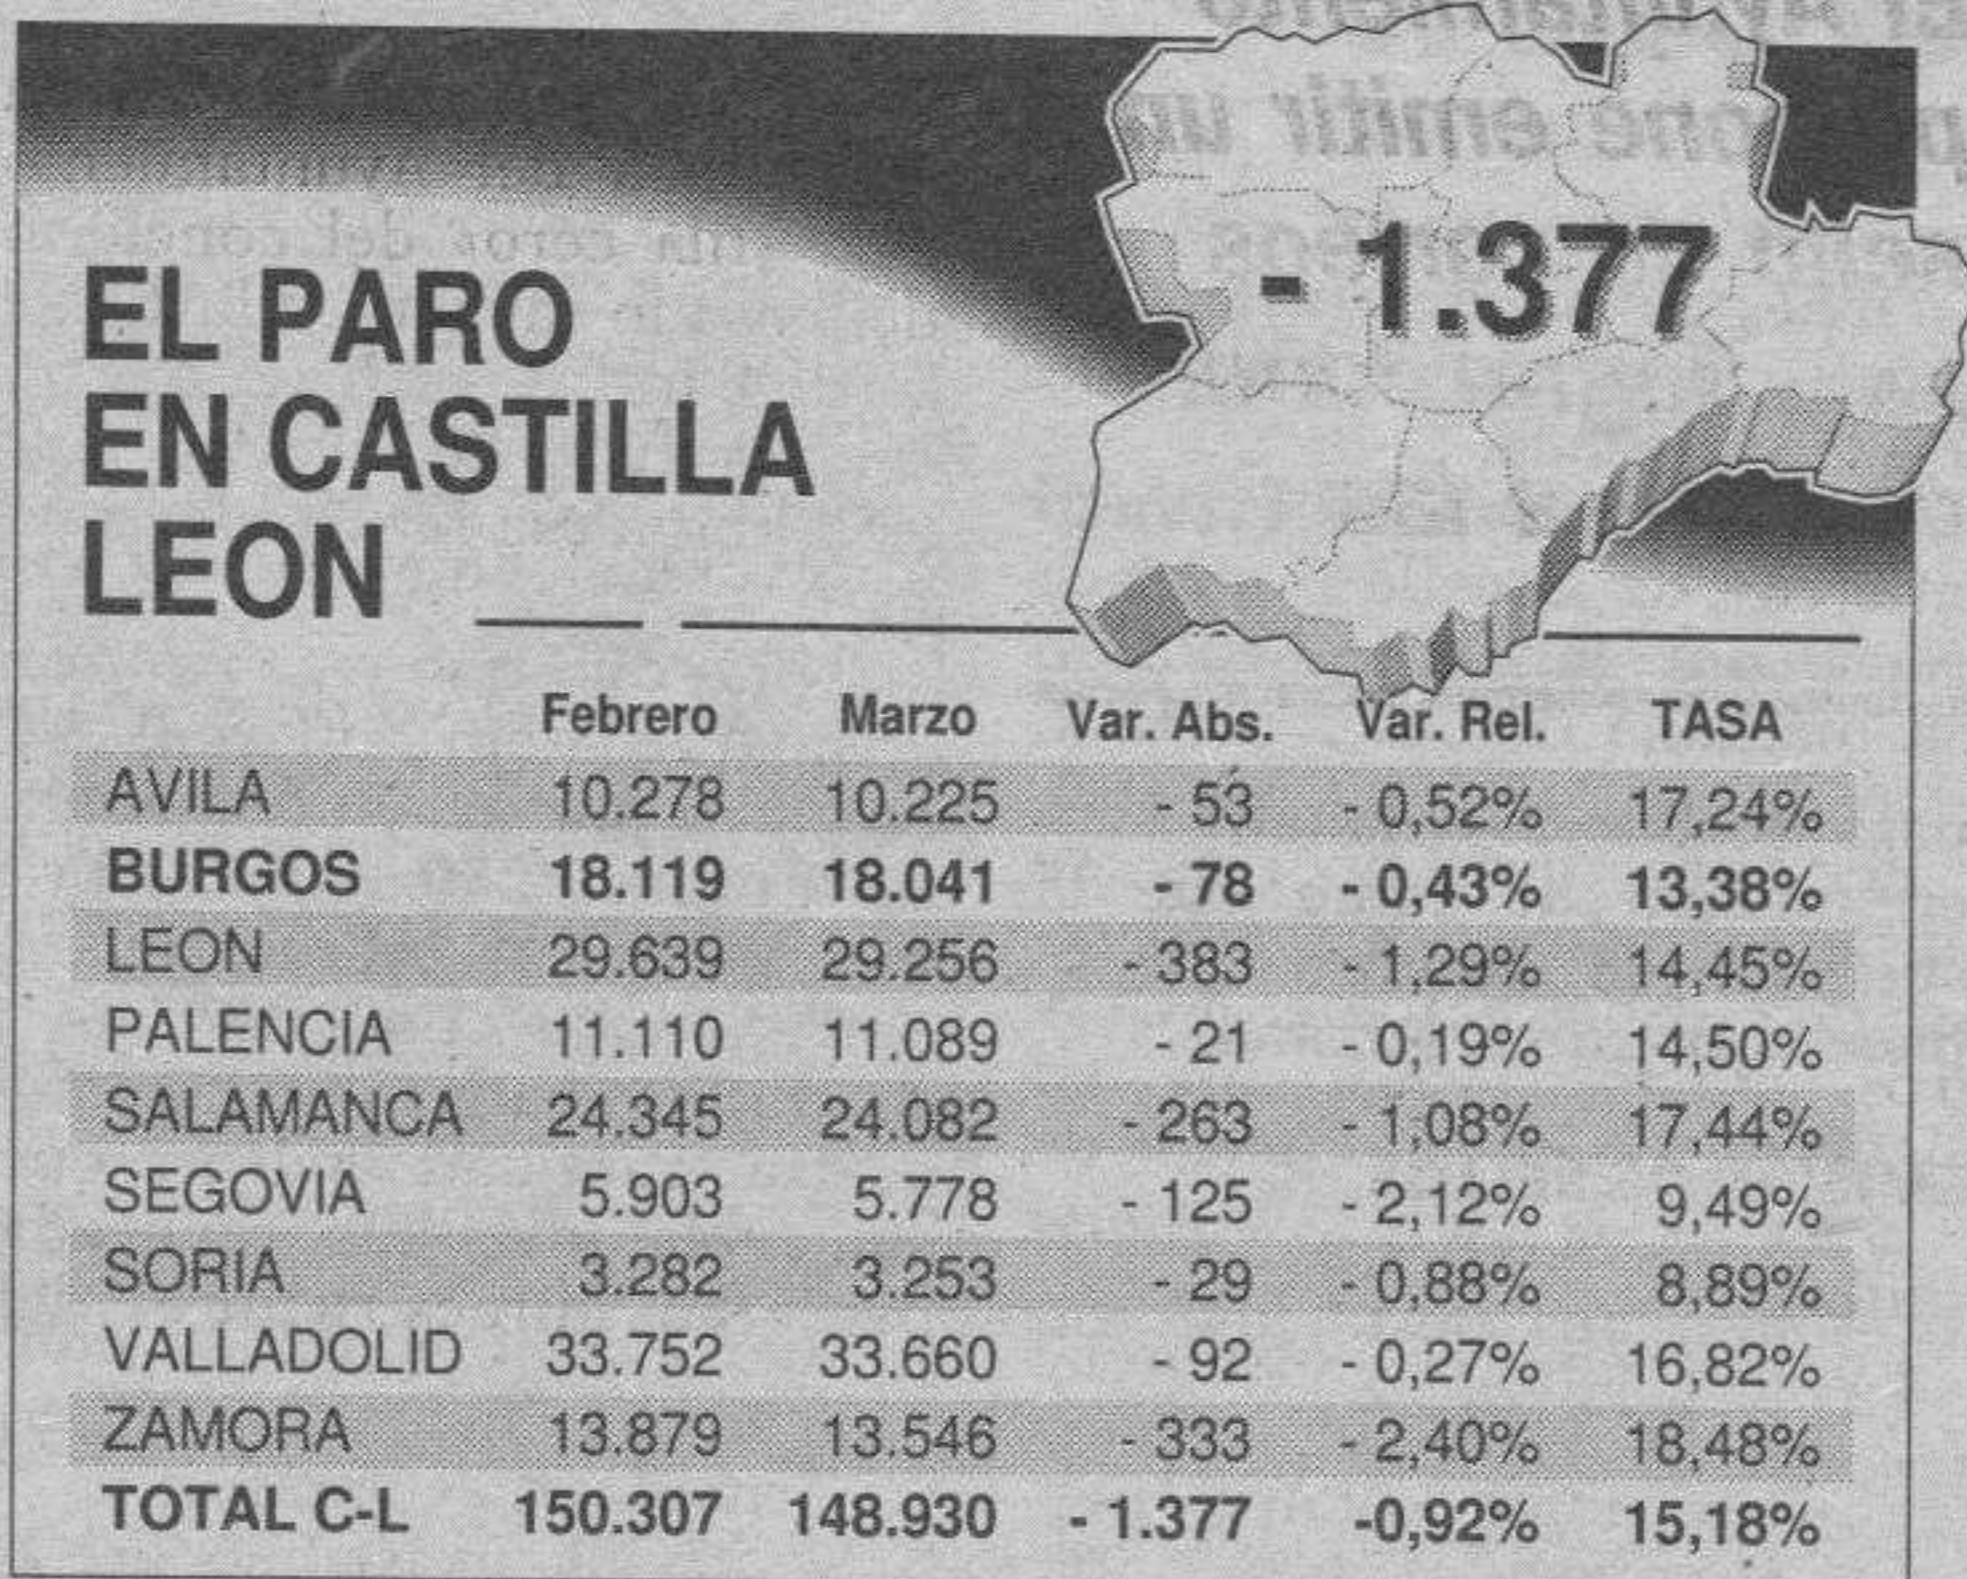 one emitir un
- 1.377
EL PARO
EN CASTILLA
LEON
Febrero Marzo Var. Abs. Var. Rel. TASA
AVILA 10.278 10.225 - 53 - 0,52% 17,24%
BURGOS 18.119 18.041 - 78 - 0,43% 13,38%
LEON 29.639 29.256 - 383 - 1,29% 14,45%
PALENCIA 11.110 11.089 - 21 - 0,19% 14,50%
SALAMANCA 24.345 24.082 - 263 - 1,08% 17,44%
SEGOVIA 5.903 5.778 - 125 - 2,12% 9,49%
SORIA 3.282 3.253 - 29 - 0,88% 8,89%
VALLADOLID 33.752 33.660 - 92 - 0,27% 16,82%
ZAMORA 13.879 13.546 - 333 - 2,40% 18,48%
TOTAL C-L 150.307 148.930 - 1.377 -0,92% 15,18%